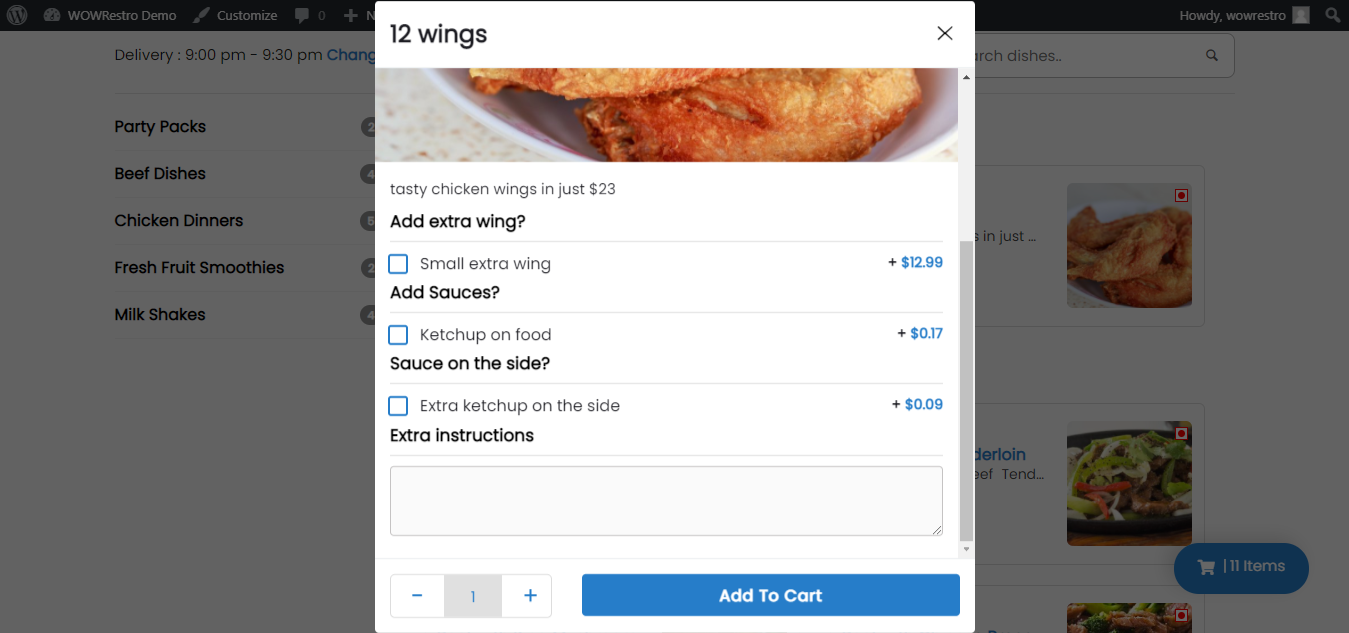 WOWRestro Demo Customize 0 N
Howdy, wowrestro
12 wings
Delivery : 9:00 pm - 9:30 pm Chang
arch dishes..
Party Packs 2
Beef Dishes 4
Chicken Dinners 5
Fresh Fruit Smoothies 2
Milk Shakes 4
tasty chicken wings in just $23
Add extra wing?
Small extra wing + $12.99
Add Sauces?
Ketchup on food + $0.17
Sauce on the side?
Extra ketchup on the side + $0.09
Extra instructions
- 1 +
Add To Cart
s in just ...
derloin
eef Tend...
| 11 Items